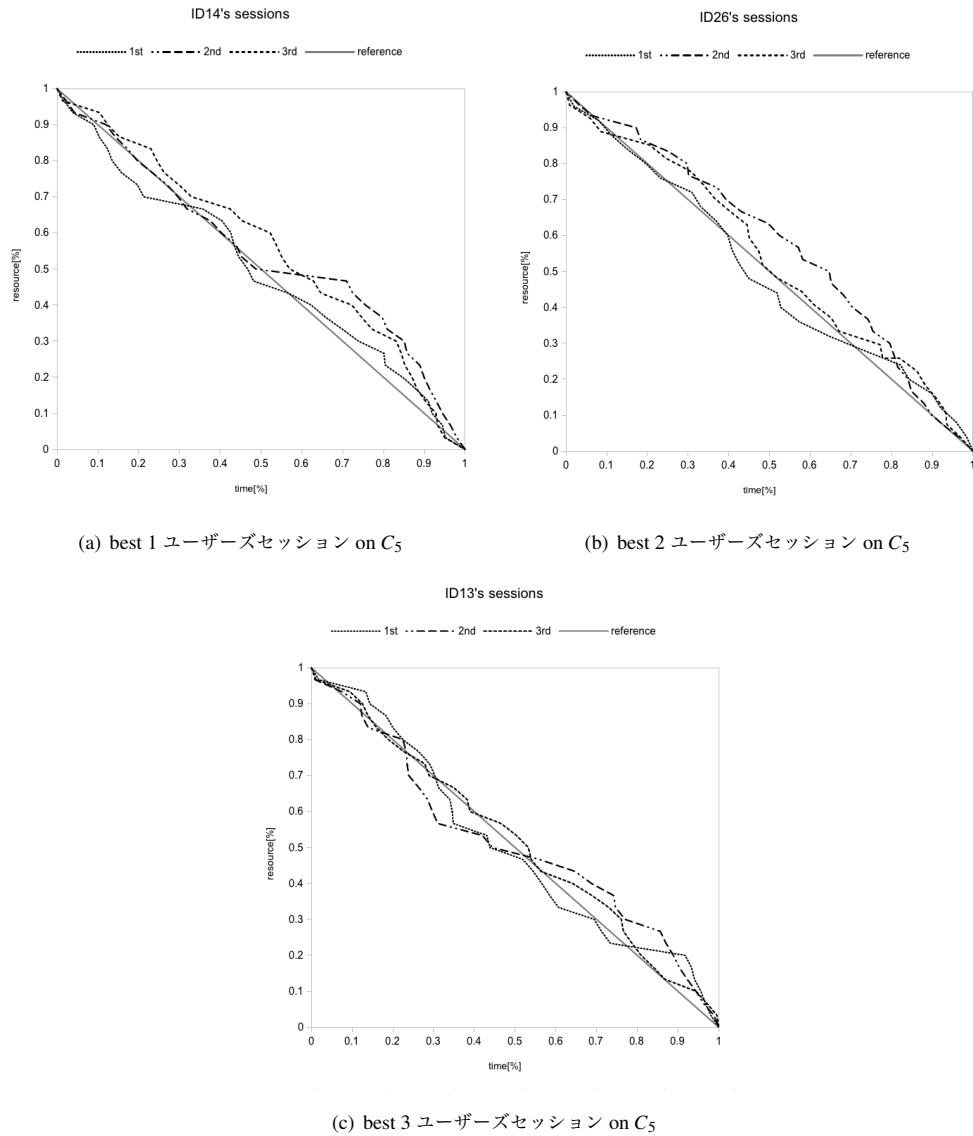 ID14's sessions
1st 2nd 3rd reference
1
0.9
0.8
0.7
0.6
0.5
0.4
0.3
0.2
0.1
0
resource[%]
0 0.1 0.2 0.3 0.4 0.5 0.6 0.7 0.8 0.9 1
time[%]
(a) best 1 ユーザーズセッション on C5
ID26's sessions
1st 2nd 3rd reference
1
0.9
0.8
0.7
0.6
0.5
0.4
0.3
0.2
0.1
0
resource[%]
0 0.1 0.2 0.3 0.4 0.5 0.6 0.7 0.8 0.9 1
time[%]
(b) best 2 ユーザーズセッション on C5
ID13's sessions
1st 2nd 3rd reference
1
0.9
0.8
0.7
0.6
0.5
0.4
0.3
0.2
0.1
0
resource[%]
0 0.1 0.2 0.3 0.4 0.5 0.6 0.7 0.8 0.9 1
time[%]
(c) best 3 ユーザーズセッション on C5